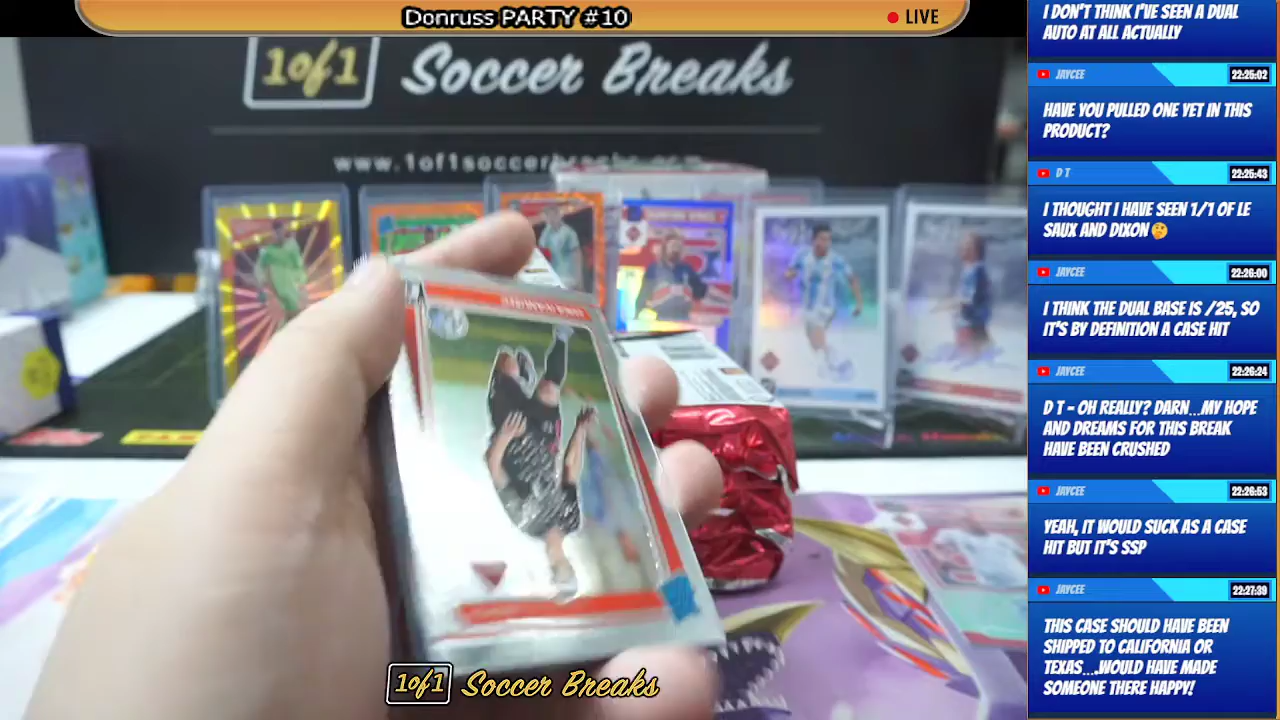 Donruss PARTY #10
LIVE
1of1 Soccer Breaks
www.1of1soccerbreaks.com
1of1 Soccer Breaks
I DON'T THINK I'VE SEEN A DUAL
AUTO AT ALL ACTUALLY
JAYCEE 22:25:02
HAVE YOU PULLED ONE YET IN THIS
PRODUCT?
D T 22:25:43
I THOUGHT I HAVE SEEN 1/1 OF LE
SAUX AND DIXON🤔
JAYCEE 22:26:00
I THINK THE DUAL BASE IS /25, SO
IT'S BY DEFINITION A CASE HIT
JAYCEE 22:26:24
D T - OH REALLY? DARN...MY HOPE
AND DREAMS FOR THIS BREAK
HAVE BEEN CRUSHED
JAYCEE 22:26:53
YEAH, IT WOULD SUCK AS A CASE
HIT BUT IT'S SSP
JAYCEE 22:27:39
THIS CASE SHOULD HAVE BEEN
SHIPPED TO CALIFORNIA OR
TEXAS...WOULD HAVE MADE
SOMEONE THERE HAPPY!